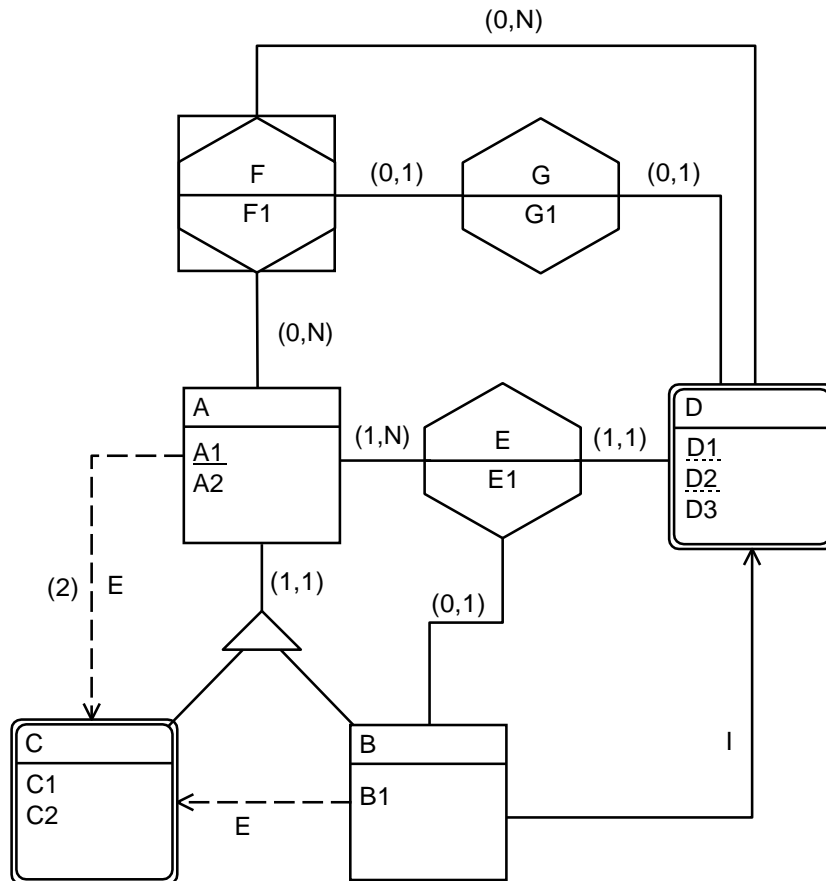 (0,N)
F
(0,1)
G
(0,1)
F1
G1
(0,N)
A
D
A1
A2
(1,N)
E
(1,1)
E1
D1
D2
D3
(2)
E
(1,1)
(0,1)
C
B
I
C1
C2
B1
E